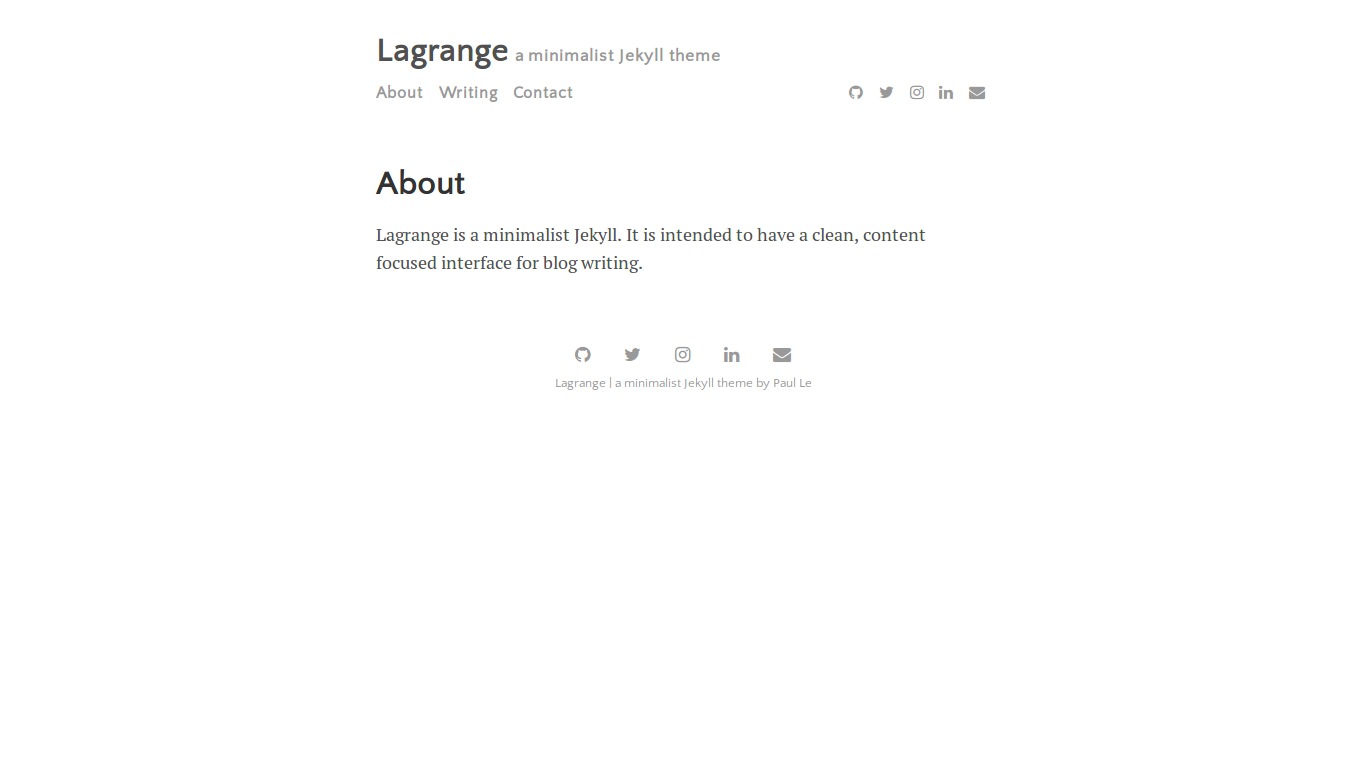 Lagrange a minimalist Jekyll theme
About Writing Contact
About
Lagrange is a minimalist Jekyll. It is intended to have a clean, content
focused interface for blog writing.
Lagrange | a minimalist Jekyll theme by Paul Le